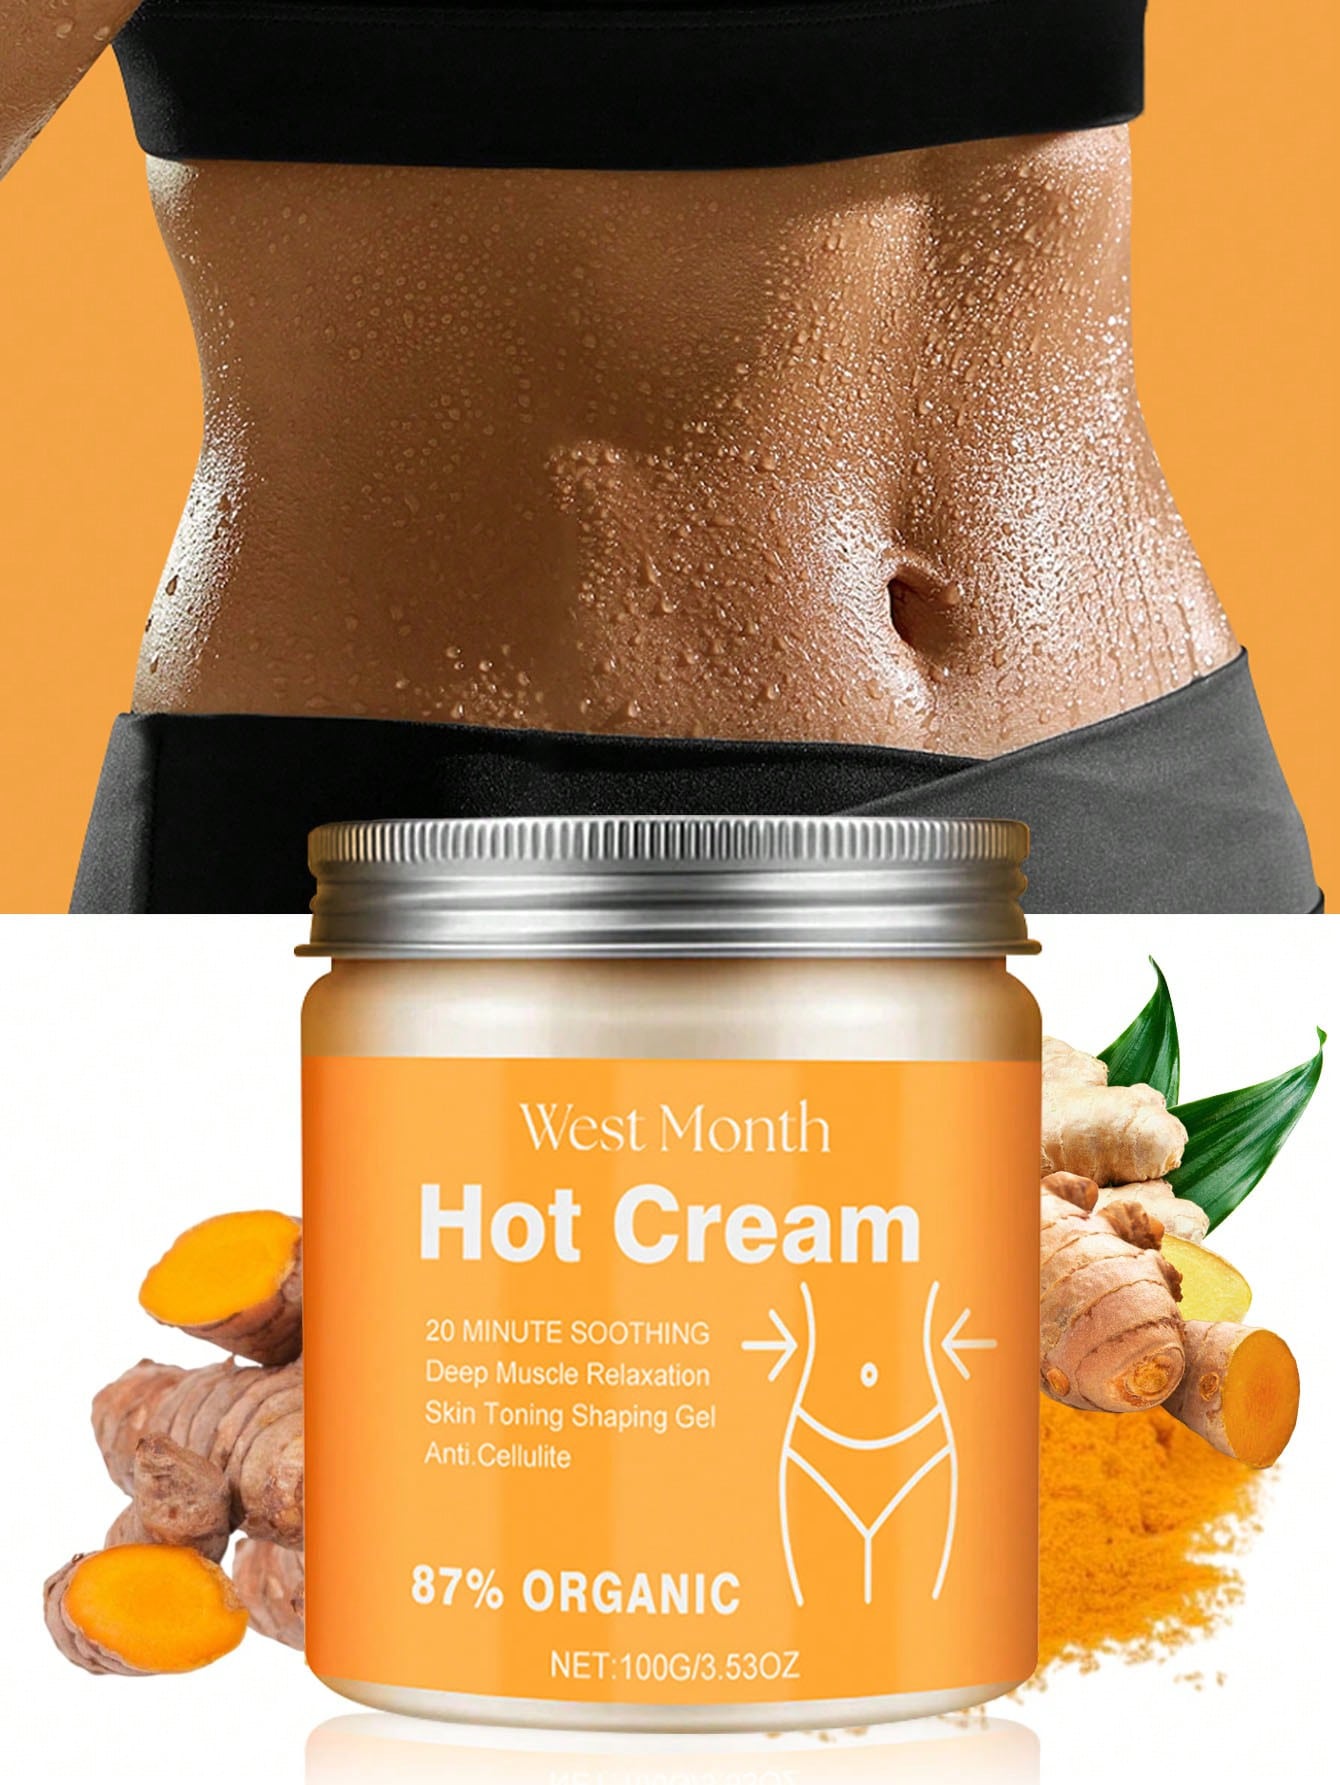 West Month
Hot Cream
20 MINUTE SOOTHING
Deep Muscle Relaxation
Skin Toning Shaping Gel
Anti.Cellulite
87% ORGANIC
NET:100G/3.53OZ